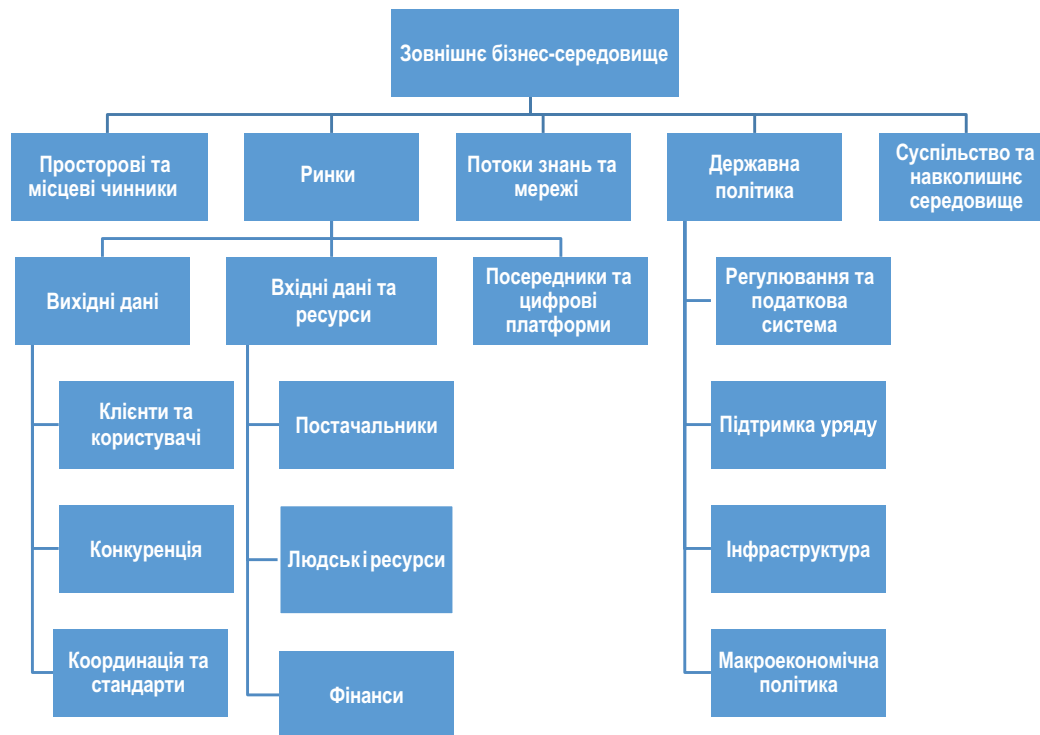 Зовнішнє бізнес-середовище
Просторові та
місцеві чинники
Ринки
Потоки знань та
мережі
Державна
політика
Суспільство та
навколишнє
середовище
Вихідні дані
Вхідні дані та
ресурси
Посередники та
цифрові
платформи
Регулювання та
податкова
система
Клієнти та
користувачі
Постачальники
Підтримка уряду
Конкуренція
Людські ресурси
Інфраструктура
Координація та
стандарти
Фінанси
Макроекономічна
політика